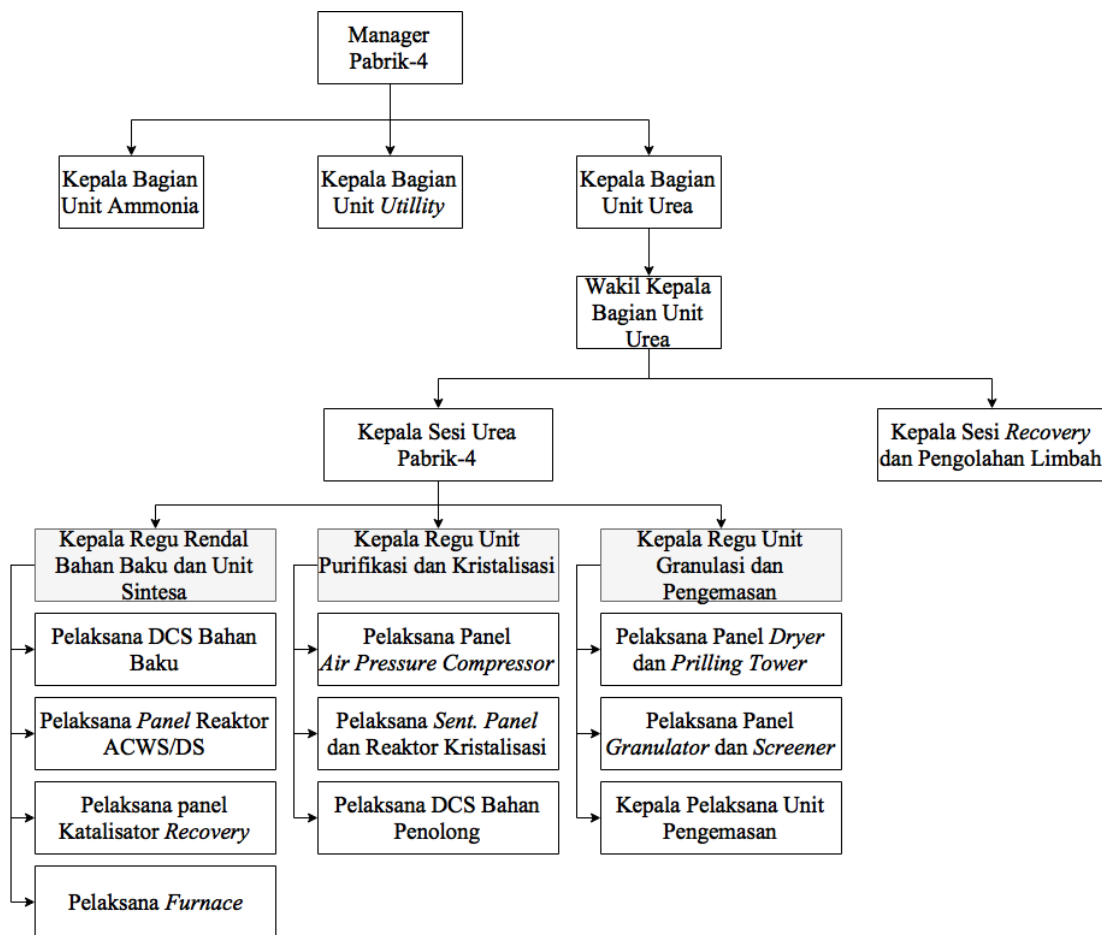 Manager
Pabrik-4
Kepala Bagian
Unit Ammonia
Kepala Bagian
Unit Utillity
Kepala Bagian
Unit Urea
Wakil Kepala
Bagian Unit
Urea
Kepala Sesi Urea
Pabrik-4
Kepala Sesi Recovery
dan Pengolahan Limbah
Kepala Regu Rendal
Bahan Baku dan Unit
Sintesa
Pelaksana DCS Bahan
Baku
Pelaksana Panel Reaktor
ACWS/DS
Pelaksana panel
Katalisator Recovery
Pelaksana Furnace
Kepala Regu Unit
Purifikasi dan Kristalisasi
Pelaksana Panel
Air Pressure Compressor
Pelaksana Sent. Panel
dan Reaktor Kristalisasi
Pelaksana DCS Bahan
Penolong
Kepala Regu Unit
Granulasi dan
Pengemasan
Pelaksana Panel Dryer
dan Prilling Tower
Pelaksana Panel
Granulator dan Screener
Kepala Pelaksana Unit
Pengemasan